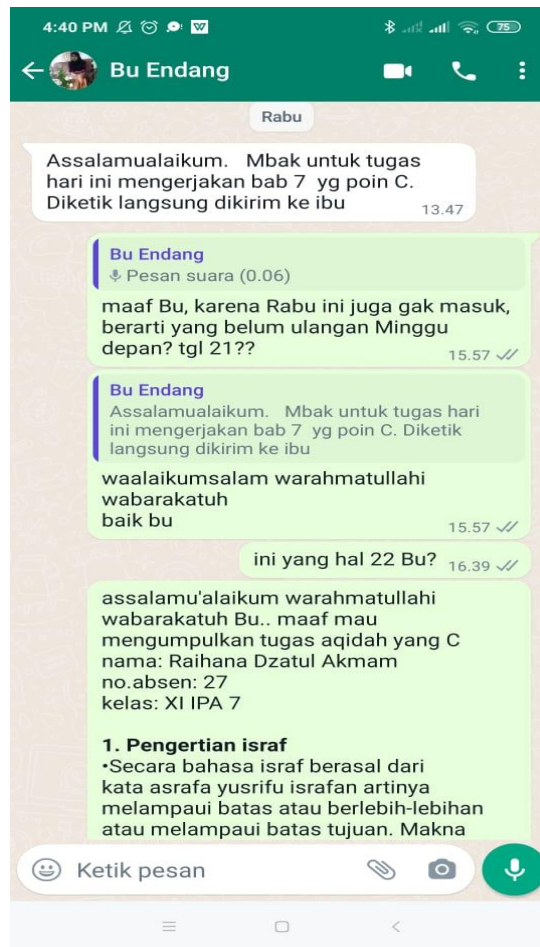 4:40 PM
75
Bu Endang
Rabu
Assalamualaikum. Mbak untuk tugas
hari ini mengerjakan bab 7 yg poin C.
Diketik langsung dikirim ke ibu
13.47
Bu Endang
Pesan suara (0.06)
maaf Bu, karena Rabu ini juga gak masuk,
berarti yang belum ulangan Minggu
depan? tgl 21??
15.57
Bu Endang
Assalamualaikum. Mbak untuk tugas hari
ini mengerjakan bab 7 yg poin C. Diketik
langsung dikirim ke ibu
waalaikumsalam warahmatullahi
wabarakatuh
baik bu
15.57
ini yang hal 22 Bu?
16.39
assalamu'alaikum warahmatullahi
wabarakatuh Bu.. maaf mau
mengumpulkan tugas aqidah yang C
nama: Raihana Dzatul Akmam
no.absen: 27
kelas: XI IPA 7
1. Pengertian israf
•Secara bahasa israf berasal dari
kata asrafa yusrifu israfan artinya
melampaui batas atau berlebih-lebihan
atau melampaui batas tujuan. Makna
Ketik pesan